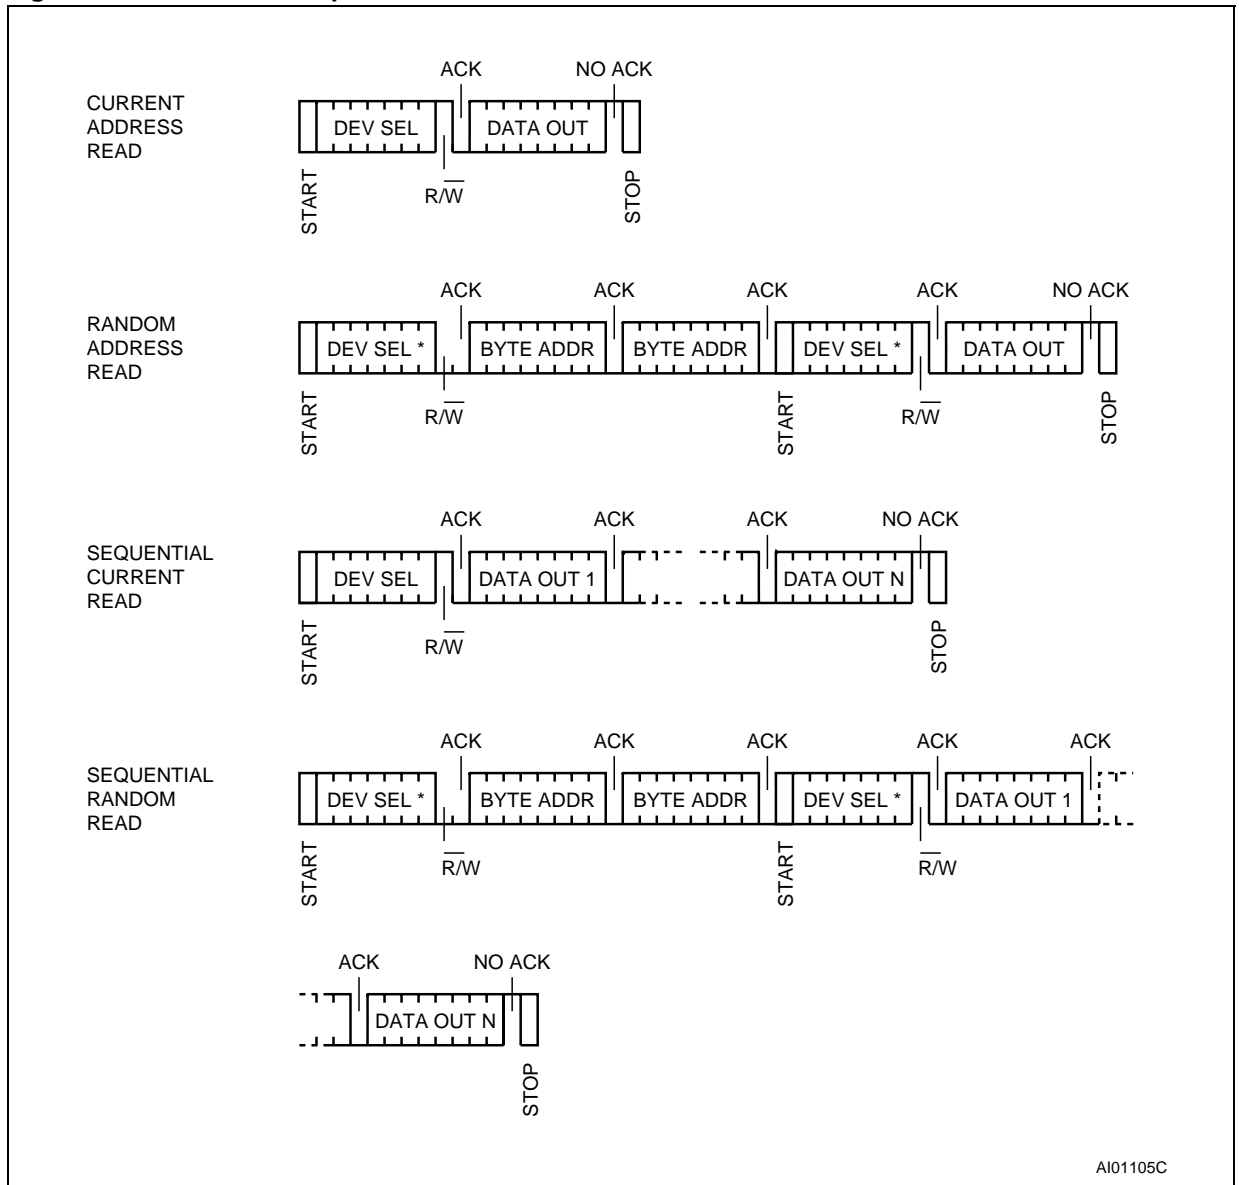 ACK NO ACK
CURRENT
ADDRESS
READ
DEV SEL DATA OUT
START R/W̅ STOP
ACK ACK ACK ACK NO ACK
RANDOM
ADDRESS
READ
DEV SEL * BYTE ADDR BYTE ADDR DEV SEL * DATA OUT
START R/W̅ START R/W̅ STOP
ACK ACK ACK NO ACK
SEQUENTIAL
CURRENT
READ
DEV SEL DATA OUT 1 DATA OUT N
START R/W̅ STOP
ACK ACK ACK ACK ACK
SEQUENTIAL
RANDOM
READ
DEV SEL * BYTE ADDR BYTE ADDR DEV SEL * DATA OUT 1
START R̅/W START R̅/W
ACK NO ACK
DATA OUT N
STOP
AI01105C